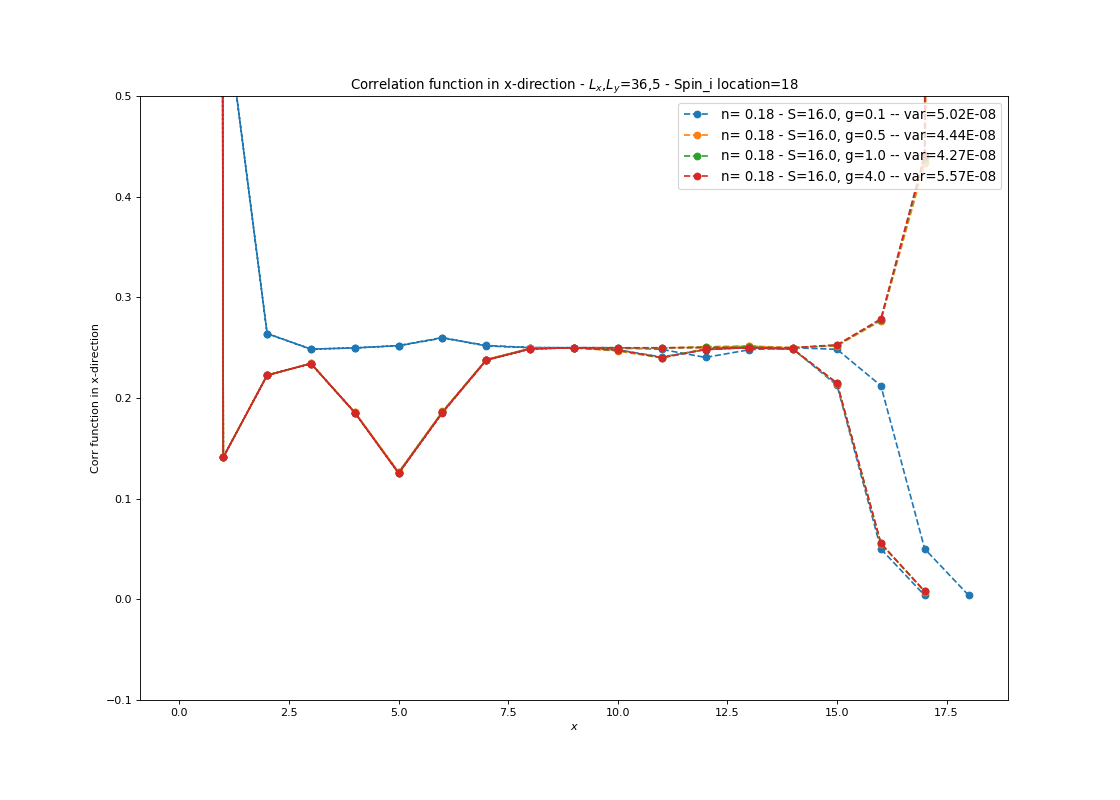 Correlation function in x-direction - $L_x$,$L_y$=36,5 - Spin_i location=18
n= 0.18 - S=16.0, g=0.1 -- var=5.02E-08
n= 0.18 - S=16.0, g=0.5 -- var=4.44E-08
n= 0.18 - S=16.0, g=1.0 -- var=4.27E-08
n= 0.18 - S=16.0, g=4.0 -- var=5.57E-08
Corr function in x-direction
0.5
0.4
0.3
0.2
0.1
0.0
−0.1
0.0 2.5 5.0 7.5 10.0 12.5 15.0 17.5
x